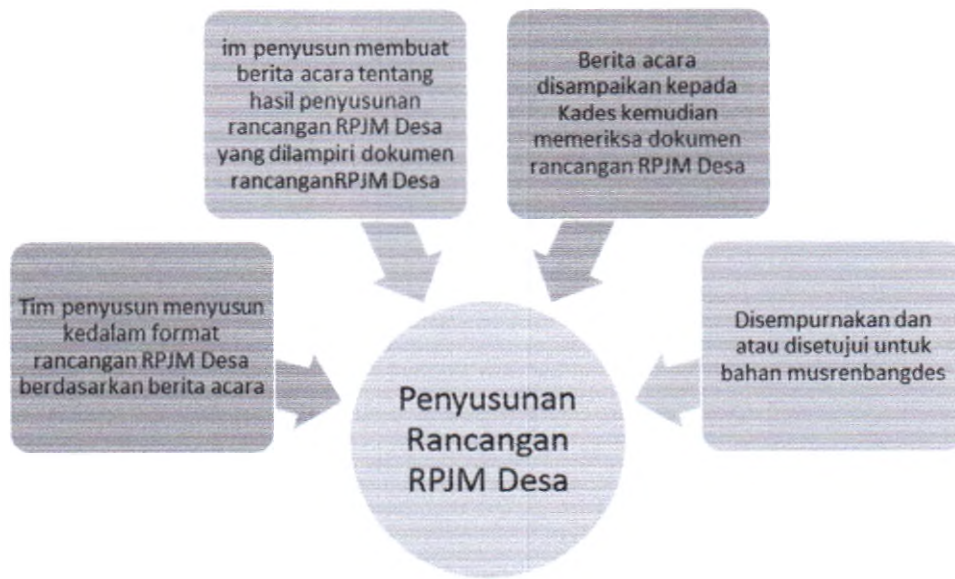 Tim penyusun menyusun
kedalam format
rancangan RPJM Desa
berdasarkan berita acara
im penyusun membuat
berita acara tentang
hasil penyusunan
rancangan RPJM Desa
yang dilampiri dokumen
rancanganRPJM Desa
Berita acara
disampaikan kepada
Kades kemudian
memeriksa dokumen
rancangan RPJM Desa
Disempurnakan dan
atau disetujui untuk
bahan musrenbangdes
Penyusunan
Rancangan
RPJM Desa